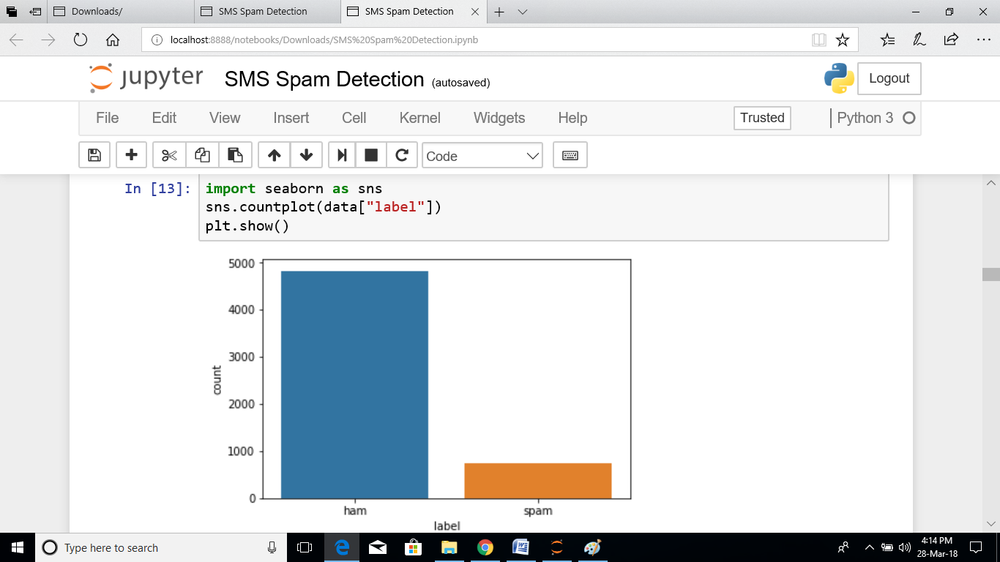 Downloads/
SMS Spam Detection
SMS Spam Detection
localhost:8888/notebooks/Downloads/SMS%20Spam%20Detection.ipynb
jupyter SMS Spam Detection (autosaved)
Logout
File Edit View Insert Cell Kernel Widgets Help Trusted Python 3
Code
In [13]: import seaborn as sns
sns.countplot(data["label"])
plt.show()
5000
4000
3000
2000
1000
0
count
ham spam
label
Type here to search
4:14 PM
28-Mar-18